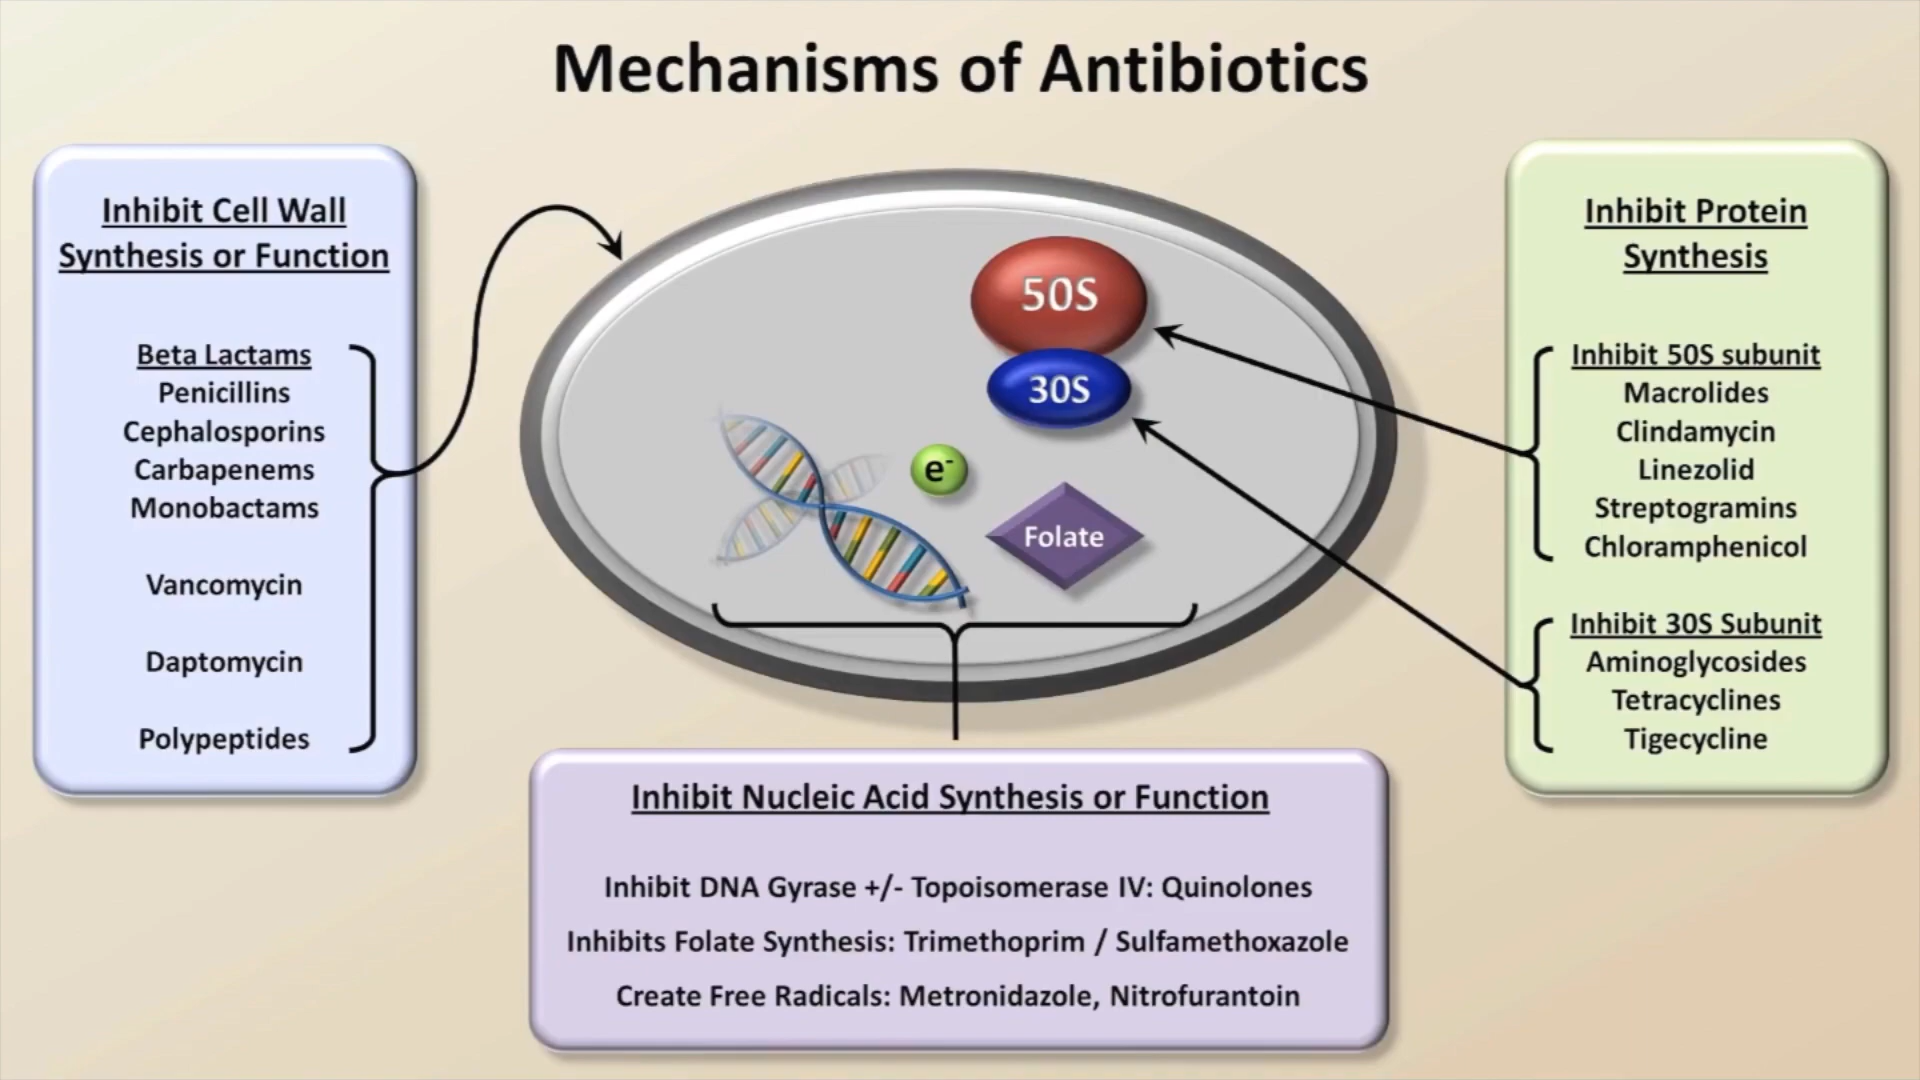 Mechanisms of Antibiotics
Inhibit Cell Wall
Synthesis or Function
Beta Lactams
Penicillins
Cephalosporins
Carbapenems
Monobactams
Vancomycin
Daptomycin
Polypeptides
50S
30S
e-
Folate
Inhibit Protein
Synthesis
Inhibit 50S subunit
Macrolides
Clindamycin
Linezolid
Streptogramins
Chloramphenicol
Inhibit 30S Subunit
Aminoglycosides
Tetracyclines
Tigecycline
Inhibit Nucleic Acid Synthesis or Function
Inhibit DNA Gyrase +/- Topoisomerase IV: Quinolones
Inhibits Folate Synthesis: Trimethoprim / Sulfamethoxazole
Create Free Radicals: Metronidazole, Nitrofurantoin